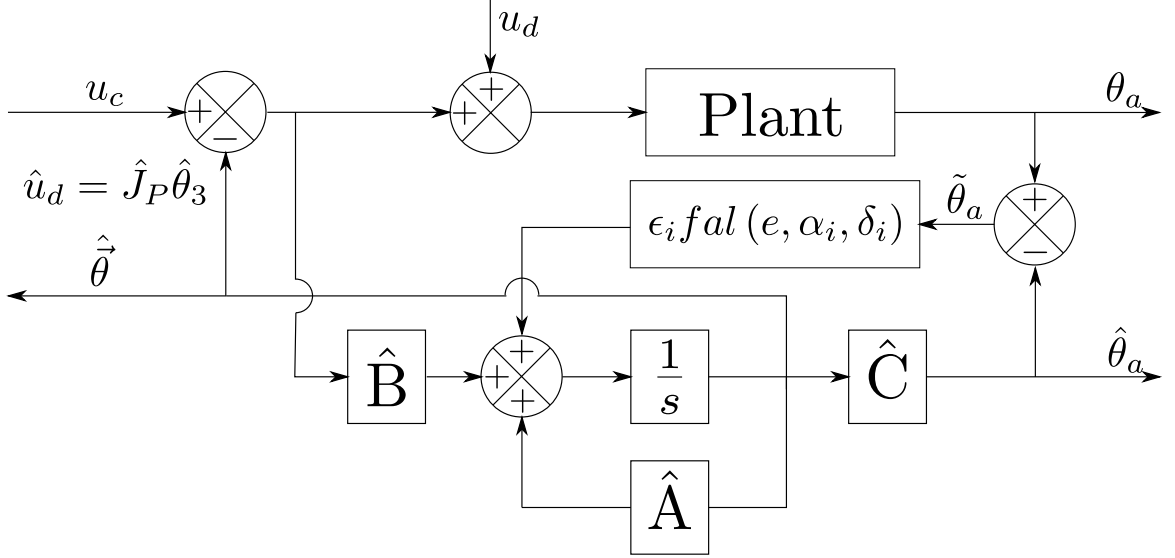 u_d
u_c
+
−
+
+
Plant
θ_a
û_d = Ĵ_P θ̂_3
ϵ_i fal (e, α_i, δ_i)
θ̃_a
+
−
θ⃗̂
B̂
+
+
+
1/s
Ĉ
θ̂_a
Â